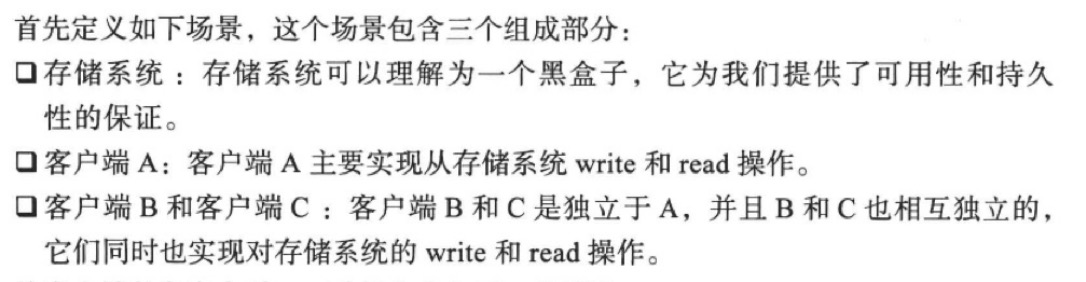 首先定义如下场景，这个场景包含三个组成部分：
❑存储系统：存储系统可以理解为一个黑盒子，它为我们提供了可用性和持久
性的保证。
❑客户端 A：客户端 A 主要实现从存储系统 write 和 read 操作。
❑客户端 B 和客户端 C ：客户端 B 和 C 是独立于 A，并且 B 和 C 也相互独立的，
它们同时也实现对存储系统的 write 和 read 操作。